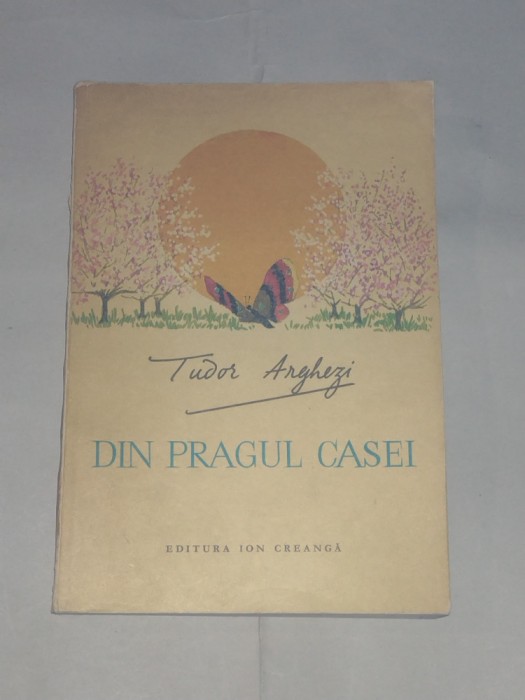 Tudor Arghezi
DIN PRAGUL CASEI
EDITURA ION CREANGĂ